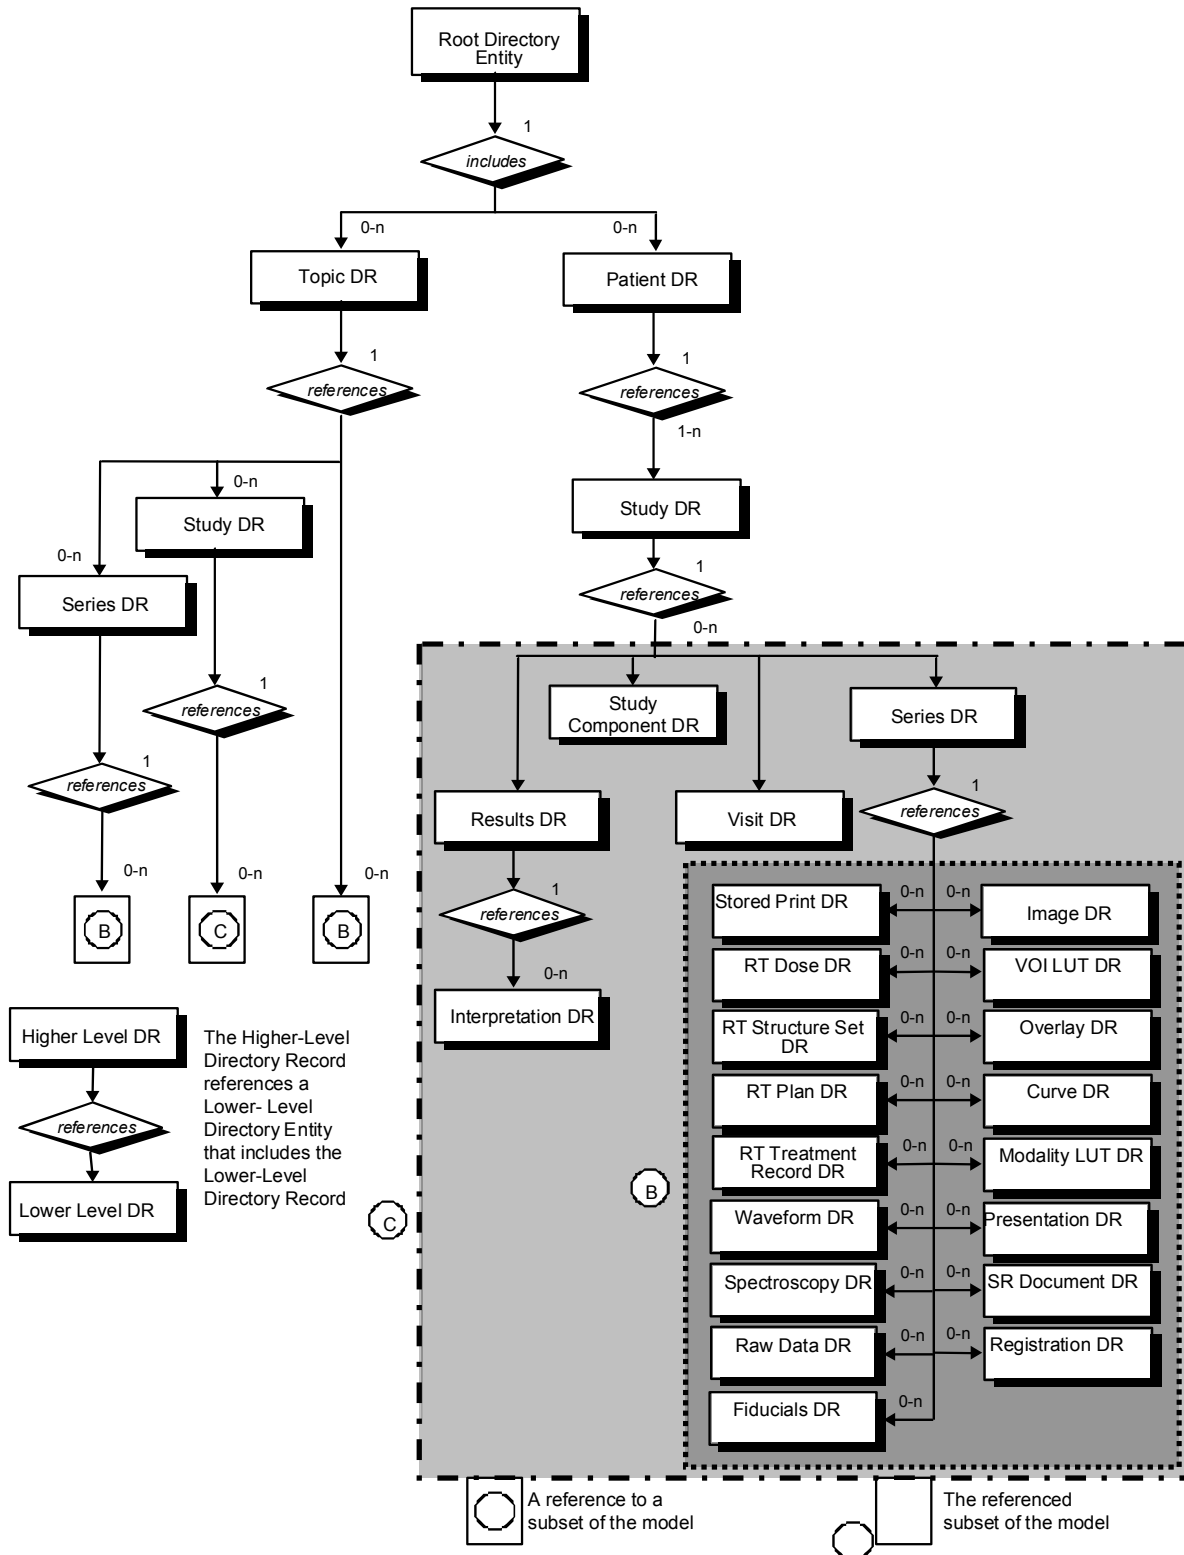 Root Directory
Entity
1
includes
0-n
0-n
Topic DR
Patient DR
1
references
1
references
1-n
0-n
Study DR
Study DR
0-n
Series DR
1
references
0-n
1
references
1
references
0-n
0-n
0-n
B
C
B
Study
Component DR
Series DR
1
references
Results DR
Visit DR
1
references
0-n
Interpretation DR
Stored Print DR
0-n
0-n
Image DR
RT Dose DR
0-n
0-n
VOI LUT DR
RT Structure Set
DR
0-n
0-n
Overlay DR
RT Plan DR
0-n
0-n
Curve DR
RT Treatment
Record DR
0-n
0-n
Modality LUT DR
Waveform DR
0-n
0-n
Presentation DR
Spectroscopy DR
0-n
0-n
SR Document DR
Raw Data DR
0-n
0-n
Registration DR
Fiducials DR
0-n
B
C
Higher Level DR
references
Lower Level DR
The Higher-Level
Directory Record
references a
Lower- Level
Directory Entity
that includes the
Lower-Level
Directory Record
A reference to a
subset of the model
The referenced
subset of the model